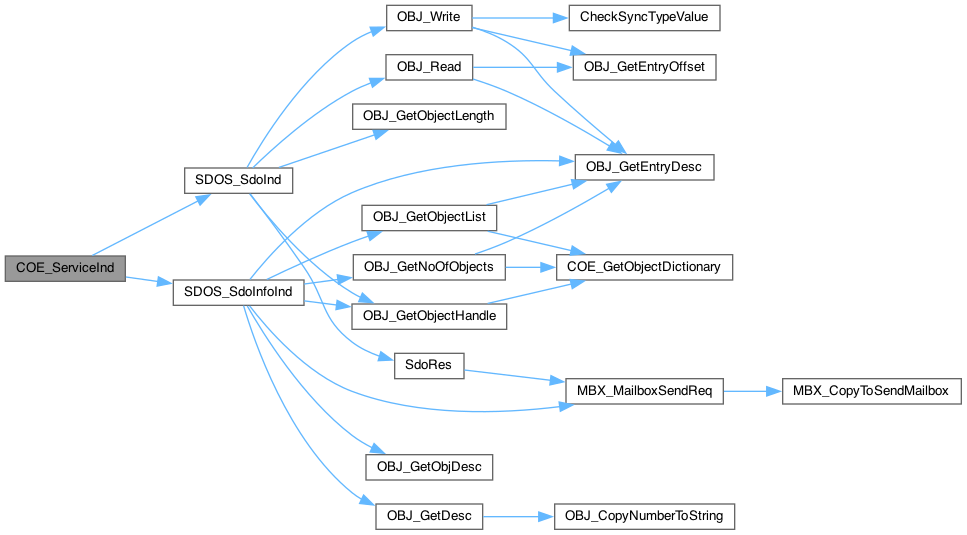 OBJ_Write
CheckSyncTypeValue
OBJ_Read
OBJ_GetEntryOffset
OBJ_GetObjectLength
SDOS_SdoInd
OBJ_GetEntryDesc
OBJ_GetObjectList
COE_ServiceInd
OBJ_GetNoOfObjects
COE_GetObjectDictionary
SDOS_SdoInfoInd
OBJ_GetObjectHandle
SdoRes
MBX_MailboxSendReq
MBX_CopyToSendMailbox
OBJ_GetObjDesc
OBJ_GetDesc
OBJ_CopyNumberToString